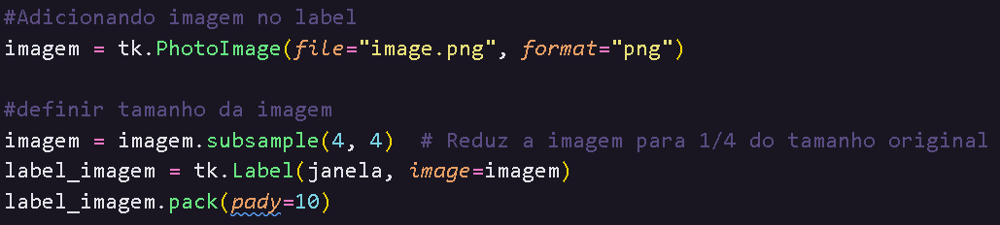 #Adicionando imagem no label
imagem = tk.PhotoImage(file="image.png", format="png")
#definir tamanho da imagem
imagem = imagem.subsample(4, 4)  # Reduz a imagem para 1/4 do tamanho original
label_imagem = tk.Label(janela, image=imagem)
label_imagem.pack(pady=10)